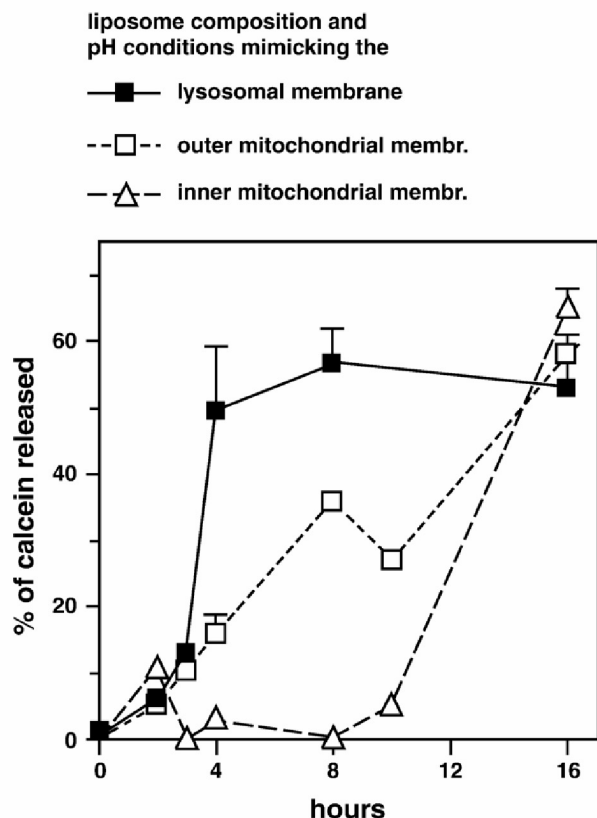 liposome composition and
pH conditions mimicking the
lysosomal membrane
outer mitochondrial membr.
inner mitochondrial membr.
% of calcein released
60
40
20
0
0 4 8 12 16
hours